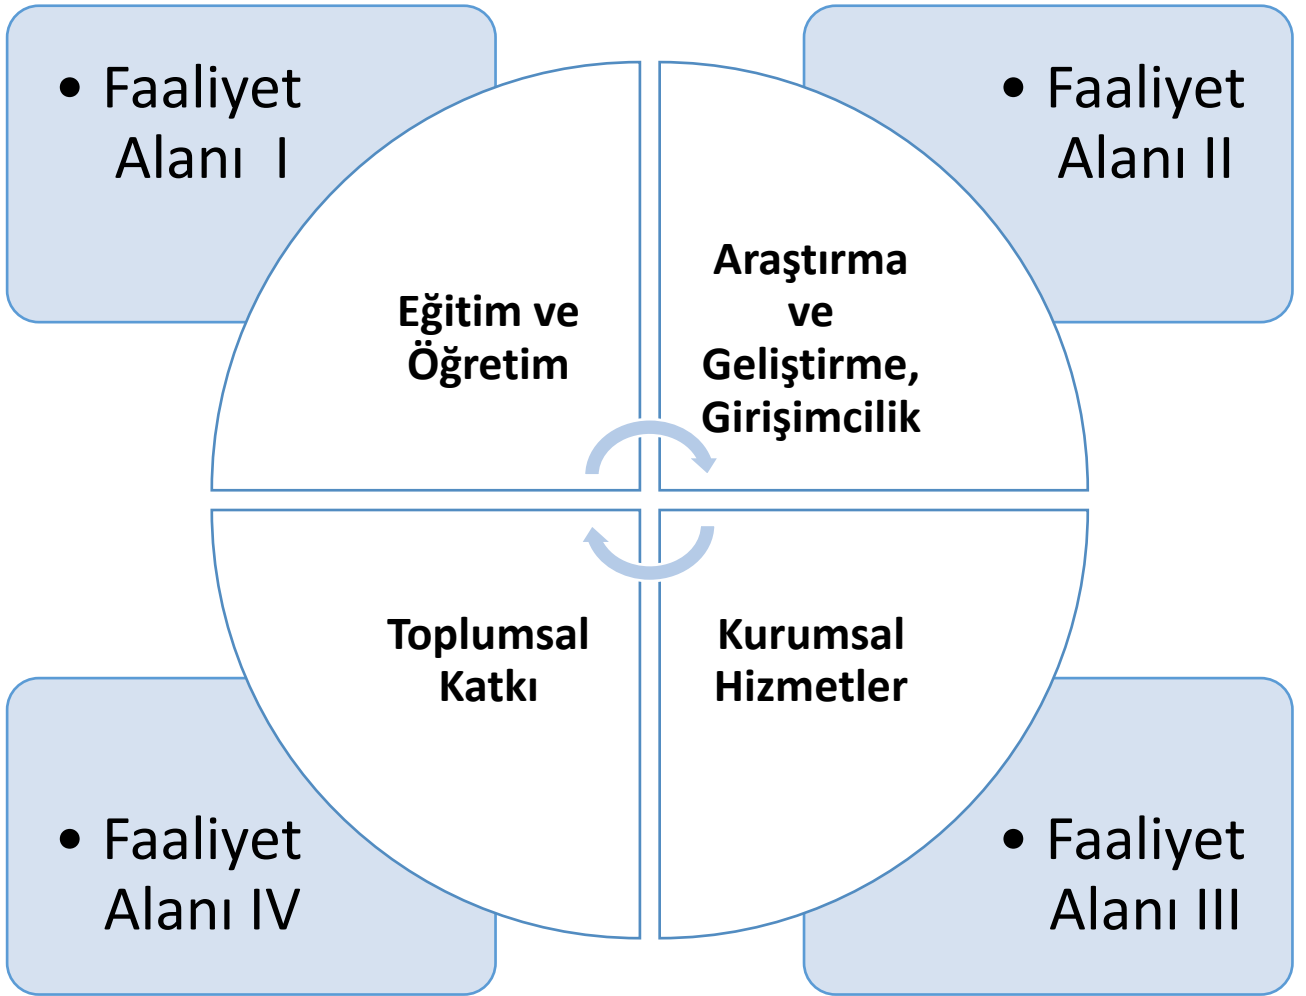 • Faaliyet
Alanı  I
• Faaliyet
Alanı II
Eğitim ve
Öğretim
Araştırma
ve
Geliştirme,
Girişimcilik
Toplumsal
Katkı
Kurumsal
Hizmetler
• Faaliyet
Alanı IV
• Faaliyet
Alanı III